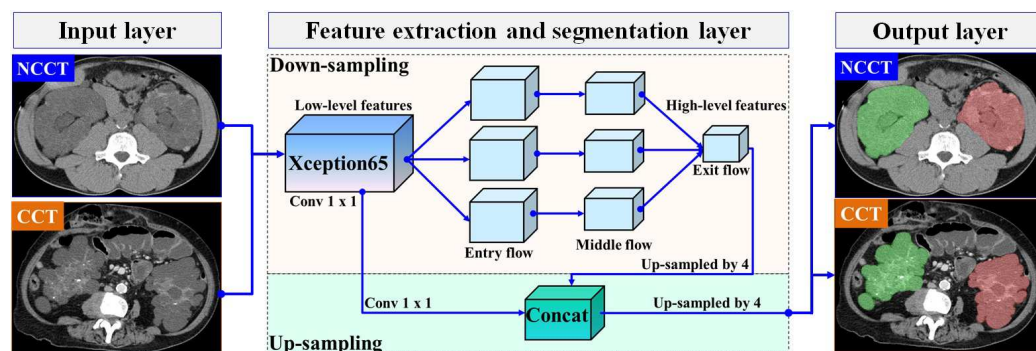 Input layer
Feature extraction and segmentation layer
Output layer
NCCT
Down-sampling
NCCT
Low-level features
High-level features
Xception65
Exit flow
Conv 1 x 1
CCT
Entry flow
Middle flow
CCT
Up-sampled by 4
Conv 1 x 1
Concat
Up-sampled by 4
Up-sampling